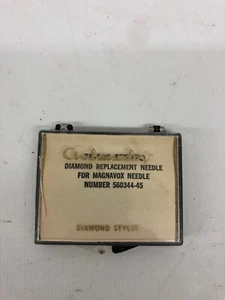 DIAMOND REPLACEMENT NEEDLE
FOR MAGNAVOX NEEDLE
NUMBER 560344-45
DIAMOND STYLUS